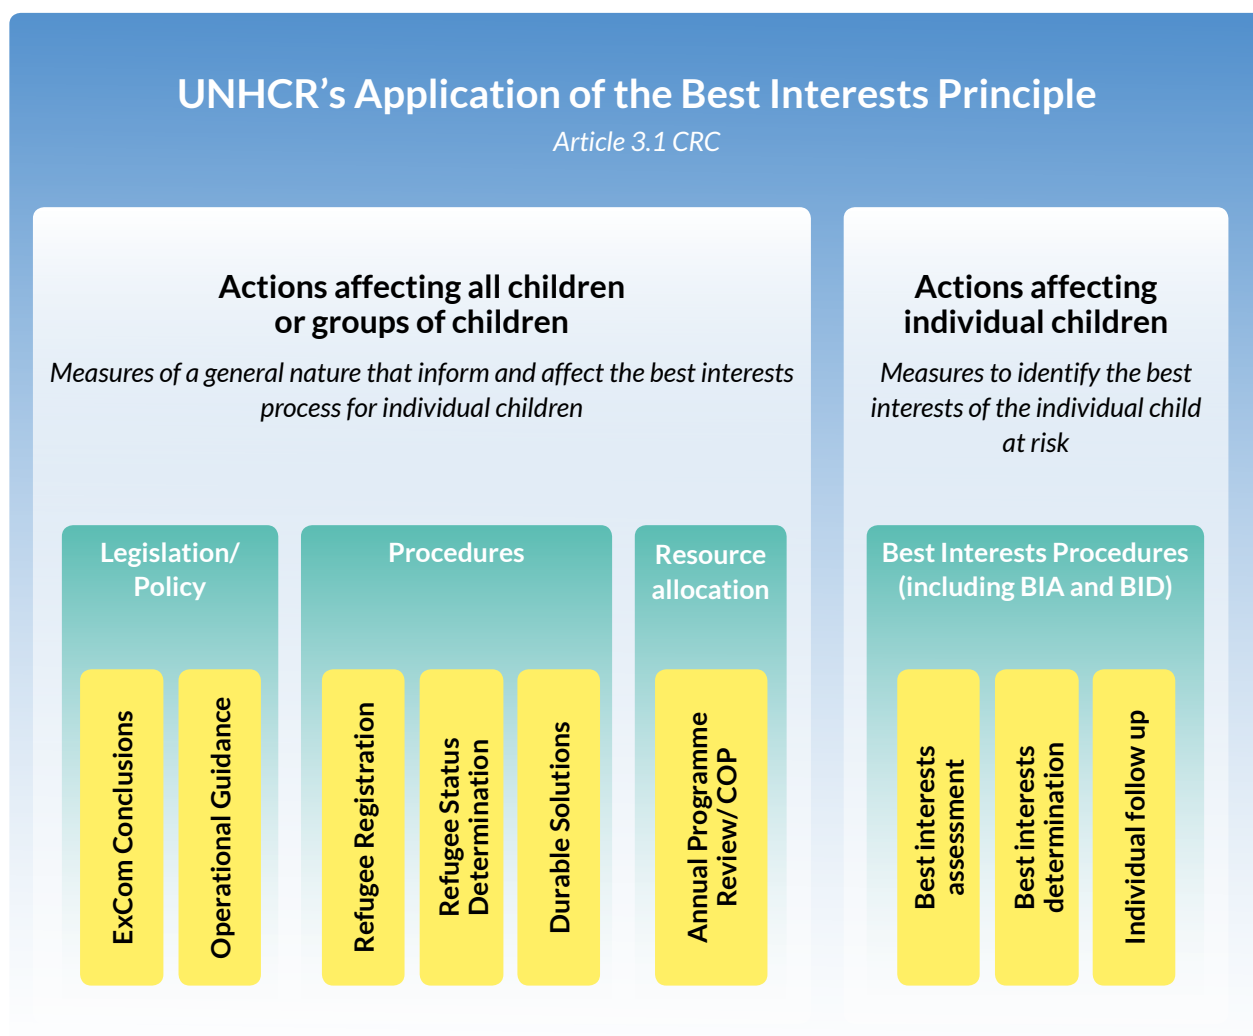 UNHCR’s Application of the Best Interests Principle
Article 3.1 CRC
Actions affecting all children
or groups of children
Measures of a general nature that inform and affect the best interests
process for individual children
Legislation/
Policy
ExCom Conclusions
Operational Guidance
Procedures
Refugee Registration
Refugee Status
Determination
Durable Solutions
Resource
allocation
Annual Programme
Review/ COP
Actions affecting
individual children
Measures to identify the best
interests of the individual child
at risk
Best Interests Procedures
(including BIA and BID)
Best interests
assessment
Best interests
determination
Individual follow up